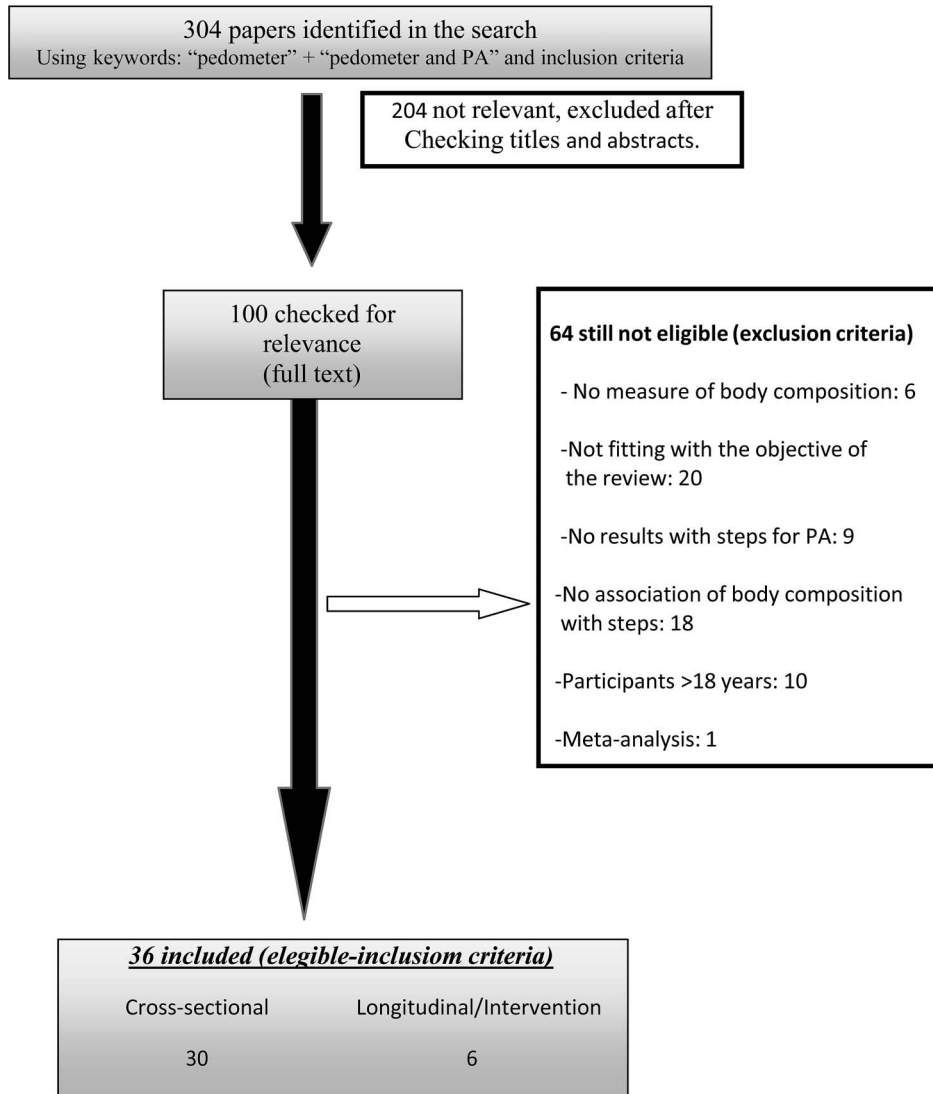 304 papers identified in the search
Using keywords: “pedometer” + “pedometer and PA” and inclusion criteria
204 not relevant, excluded after
Checking titles and abstracts.
100 checked for
relevance
(full text)
64 still not eligible (exclusion criteria)
- No measure of body composition: 6
-Not fitting with the objective of
the review: 20
-No results with steps for PA: 9
-No association of body composition
with steps: 18
-Participants >18 years: 10
-Meta-analysis: 1
36 included (elegible-inclusiom criteria)
Cross-sectional Longitudinal/Intervention
30 6